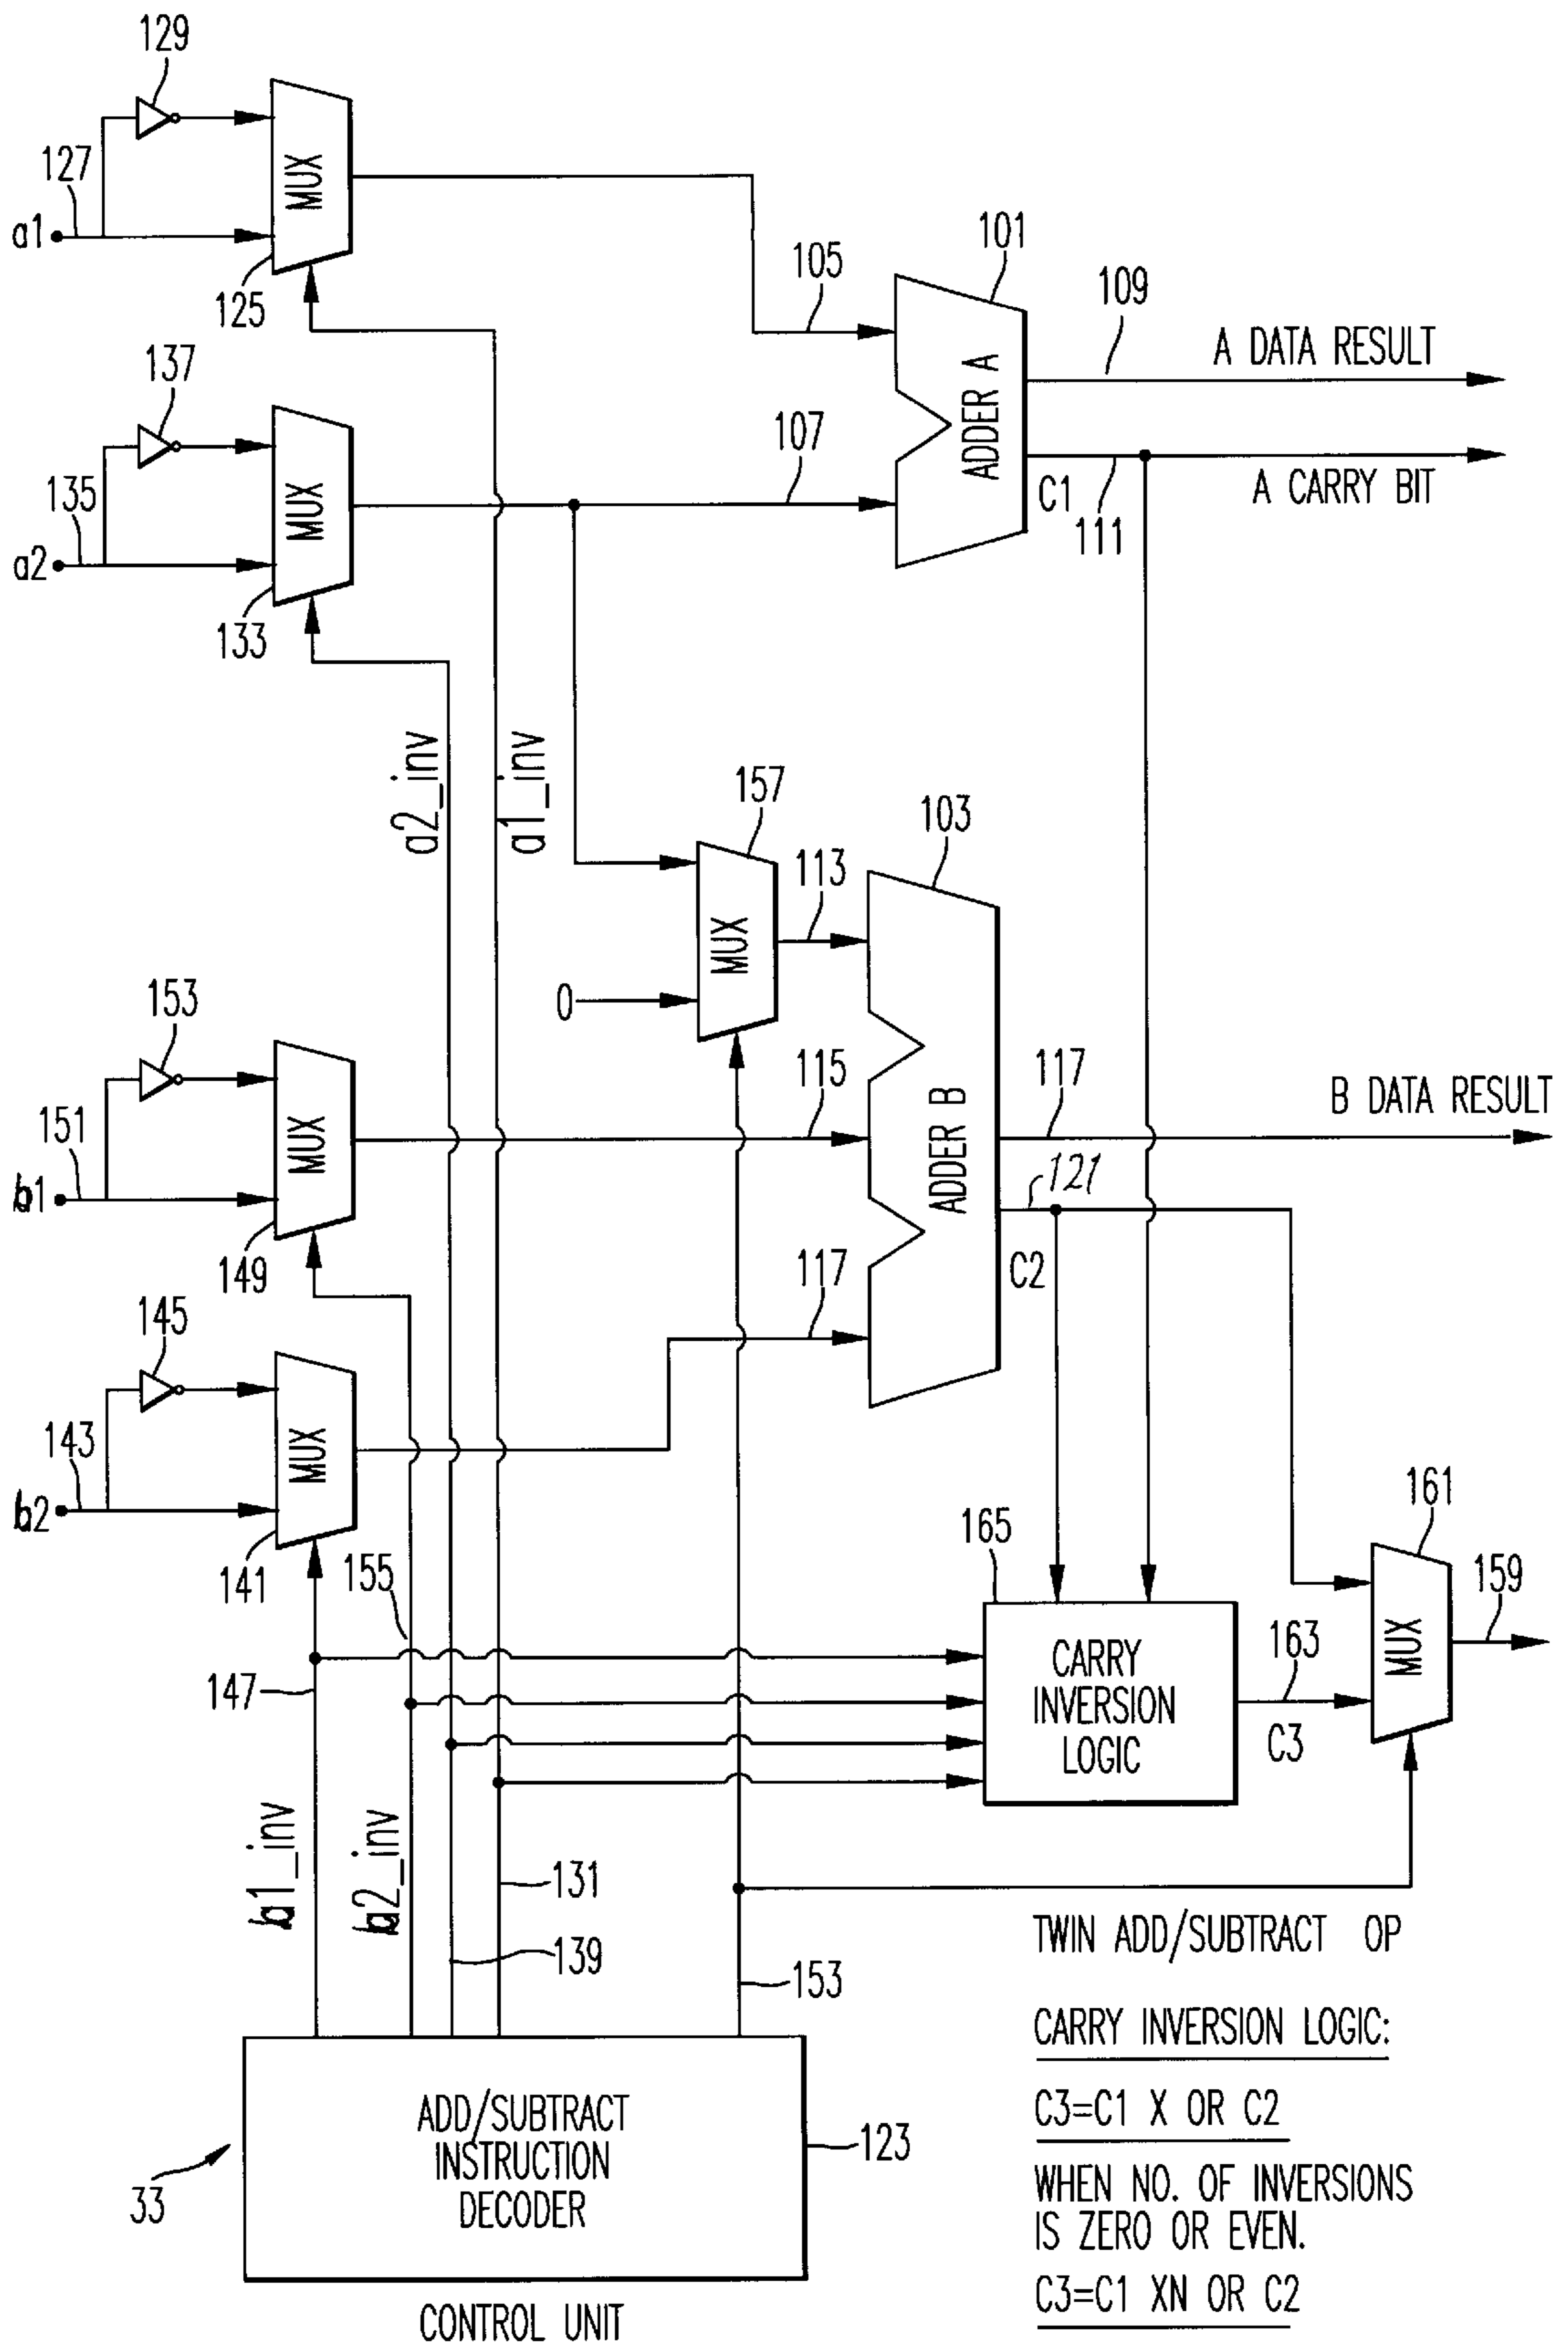 129
127
a1
MUX
125
105
101
109
A DATA RESULT
ADDER A
137
107
135
a2
MUX
133
C1
111
A CARRY BIT
a2_inv
a1_inv
157
113
103
MUX
0
153
115
117
B DATA RESULT
151
b1
MUX
149
ADDER B
121
C2
145
117
143
b2
MUX
141
155
165
161
159
CARRY
INVERSION
LOGIC
163
C3
MUX
147
b1_inv
b2_inv
131
139
153
TWIN ADD/SUBTRACT OP
CARRY INVERSION LOGIC:
C3=C1 X OR C2
WHEN NO. OF INVERSIONS
IS ZERO OR EVEN.
C3=C1 XN OR C2
ADD/SUBTRACT
INSTRUCTION
DECODER
123
33
CONTROL UNIT